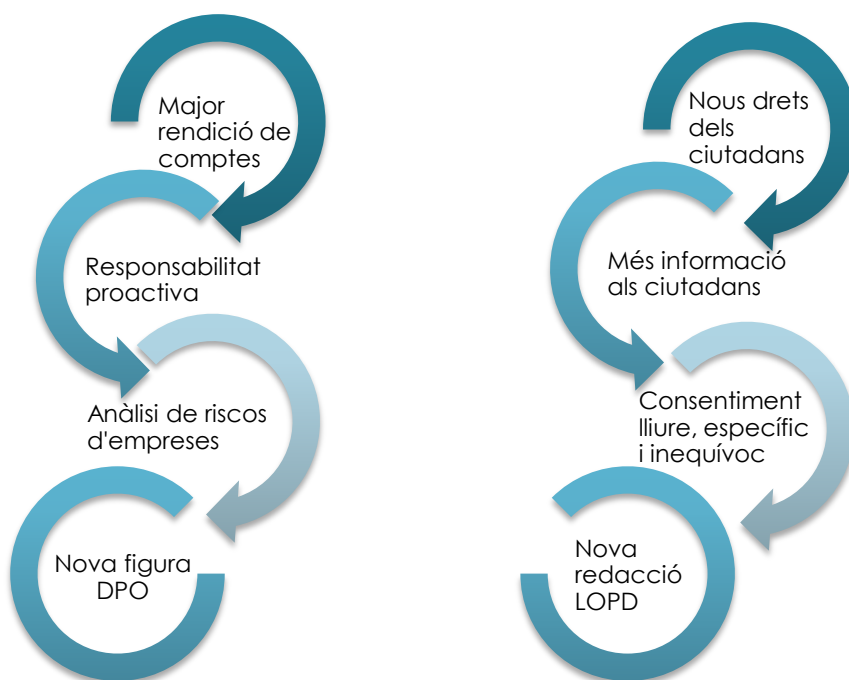 Major
rendició de
comptes
Responsabilitat
proactiva
Anàlisi de riscos
d'empreses
Nova figura
DPO
Nous drets
dels
ciutadans
Més informació
als ciutadans
Consentiment
lliure, específic
i inequívoc
Nova
redacció
LOPD